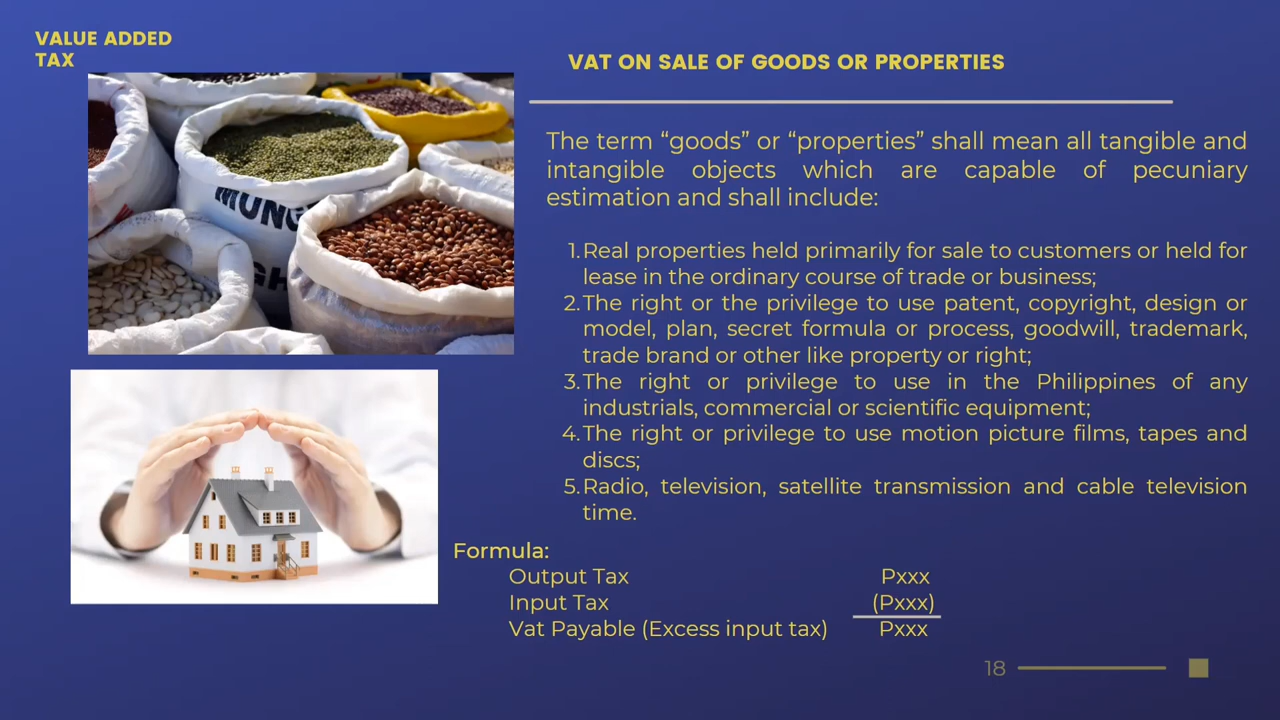 VALUE ADDED
TAX
VAT ON SALE OF GOODS OR PROPERTIES
The term “goods” or “properties” shall mean all tangible and
intangible objects which are capable of pecuniary
estimation and shall include:
1. Real properties held primarily for sale to customers or held for
lease in the ordinary course of trade or business;
2. The right or the privilege to use patent, copyright, design or
model, plan, secret formula or process, goodwill, trademark,
trade brand or other like property or right;
3. The right or privilege to use in the Philippines of any
industrials, commercial or scientific equipment;
4. The right or privilege to use motion picture films, tapes and
discs;
5. Radio, television, satellite transmission and cable television
time.
Formula:
Output Tax Pxxx
Input Tax (Pxxx)
Vat Payable (Excess input tax) Pxxx
18
MUNG